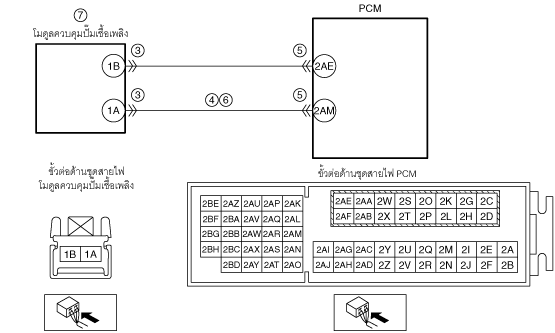 ⑦
โมดูลควบคุมปั๊มเชื้อเพลิง
PCM
1B ③ ⑤ 2AE
1A ③ ④⑥ ⑤ 2AM
ขั้วต่อด้านชุดสายไฟ
โมดูลควบคุมปั๊มเชื้อเพลิง
1B 1A
ขั้วต่อด้านชุดสายไฟ PCM
2BE 2AZ 2AU 2AP 2AK
2BF 2BA 2AV 2AQ 2AL
2BG 2BB 2AW 2AR 2AM
2BH 2BC 2AX 2AS 2AN
2BD 2AY 2AT 2AO
2AE 2AA 2W 2S 2O 2K 2G 2C
2AF 2AB 2X 2T 2P 2L 2H 2D
2AI 2AG 2AC 2Y 2U 2Q 2M 2I 2E 2A
2AJ 2AH 2AD 2Z 2V 2R 2N 2J 2F 2B